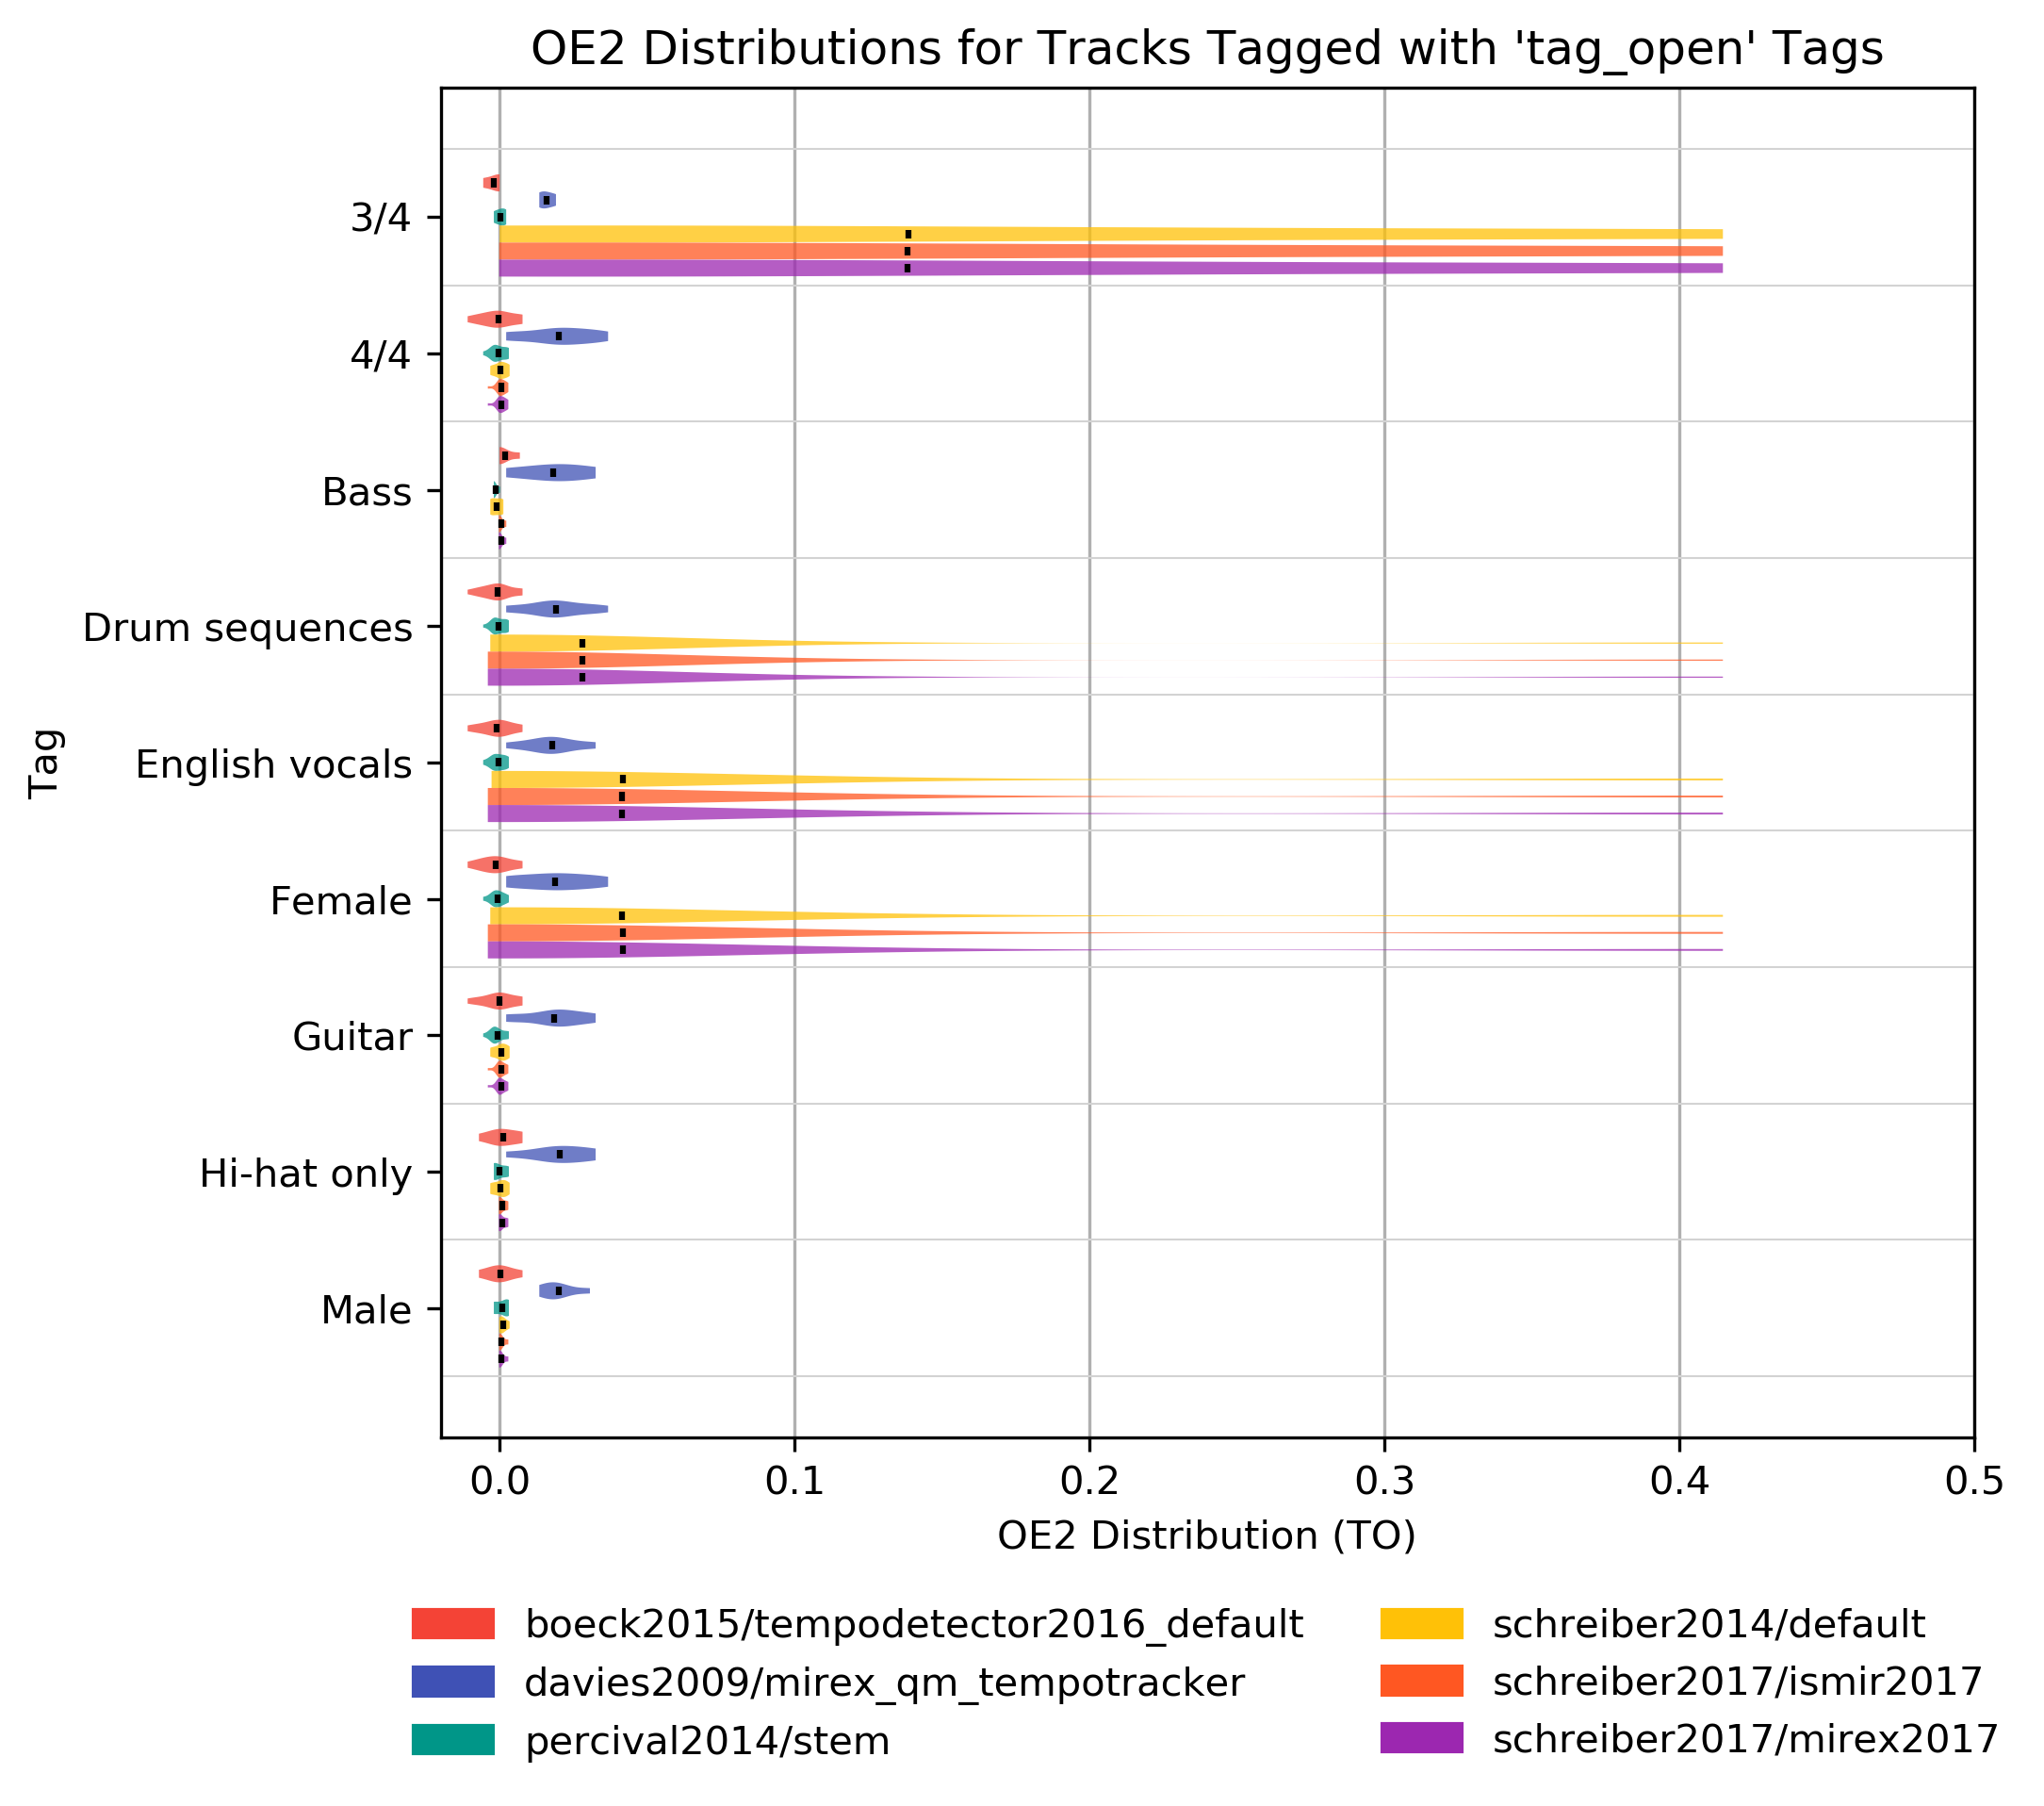 OE2 Distributions for Tracks Tagged with 'tag_open' Tags
3/4
4/4
Bass
Drum sequences
English vocals
Female
Guitar
Hi-hat only
Male
Tag
0.0 0.1 0.2 0.3 0.4 0.5
OE2 Distribution (TO)
boeck2015/tempodetector2016_default
davies2009/mirex_qm_tempotracker
percival2014/stem
schreiber2014/default
schreiber2017/ismir2017
schreiber2017/mirex2017